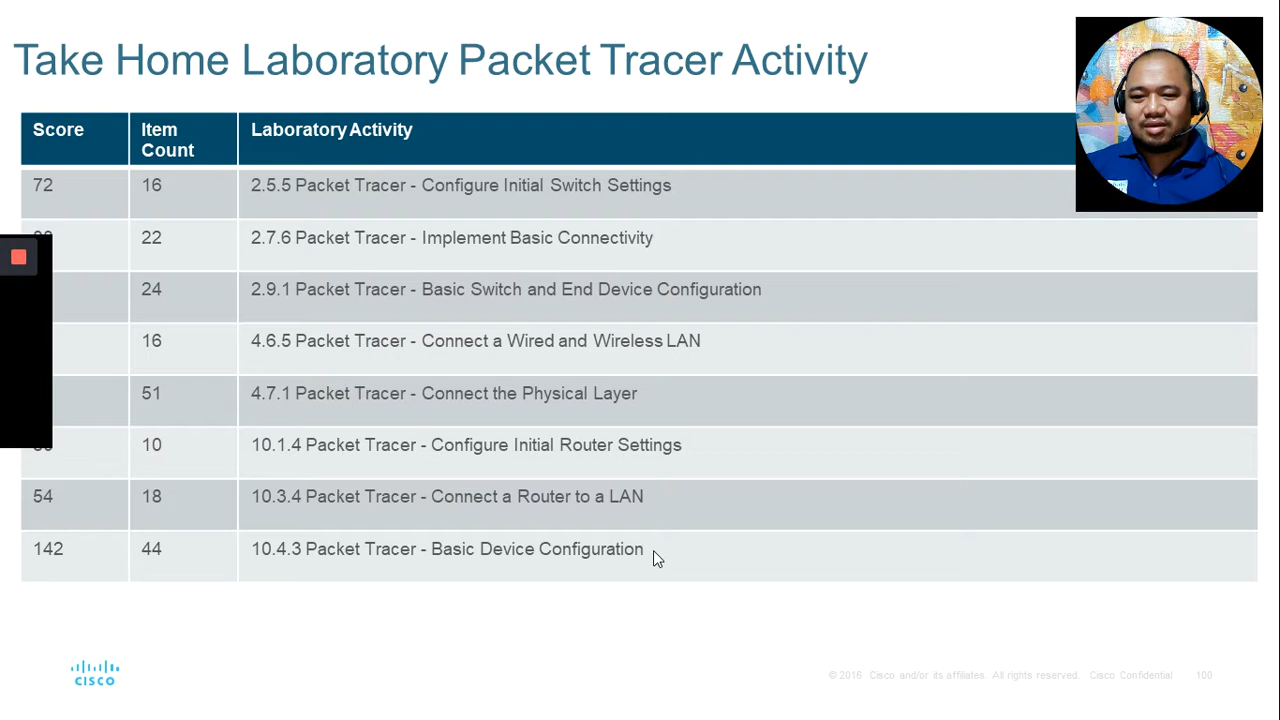 Take Home Laboratory Packet Tracer Activity
Score Item Count Laboratory Activity
72 16 2.5.5 Packet Tracer - Configure Initial Switch Settings
22 2.7.6 Packet Tracer - Implement Basic Connectivity
24 2.9.1 Packet Tracer - Basic Switch and End Device Configuration
16 4.6.5 Packet Tracer - Connect a Wired and Wireless LAN
51 4.7.1 Packet Tracer - Connect the Physical Layer
10 10.1.4 Packet Tracer - Configure Initial Router Settings
54 18 10.3.4 Packet Tracer - Connect a Router to a LAN
142 44 10.4.3 Packet Tracer - Basic Device Configuration
CISCO © 2016 Cisco and/or its affiliates. All rights reserved. Cisco Confidential 100